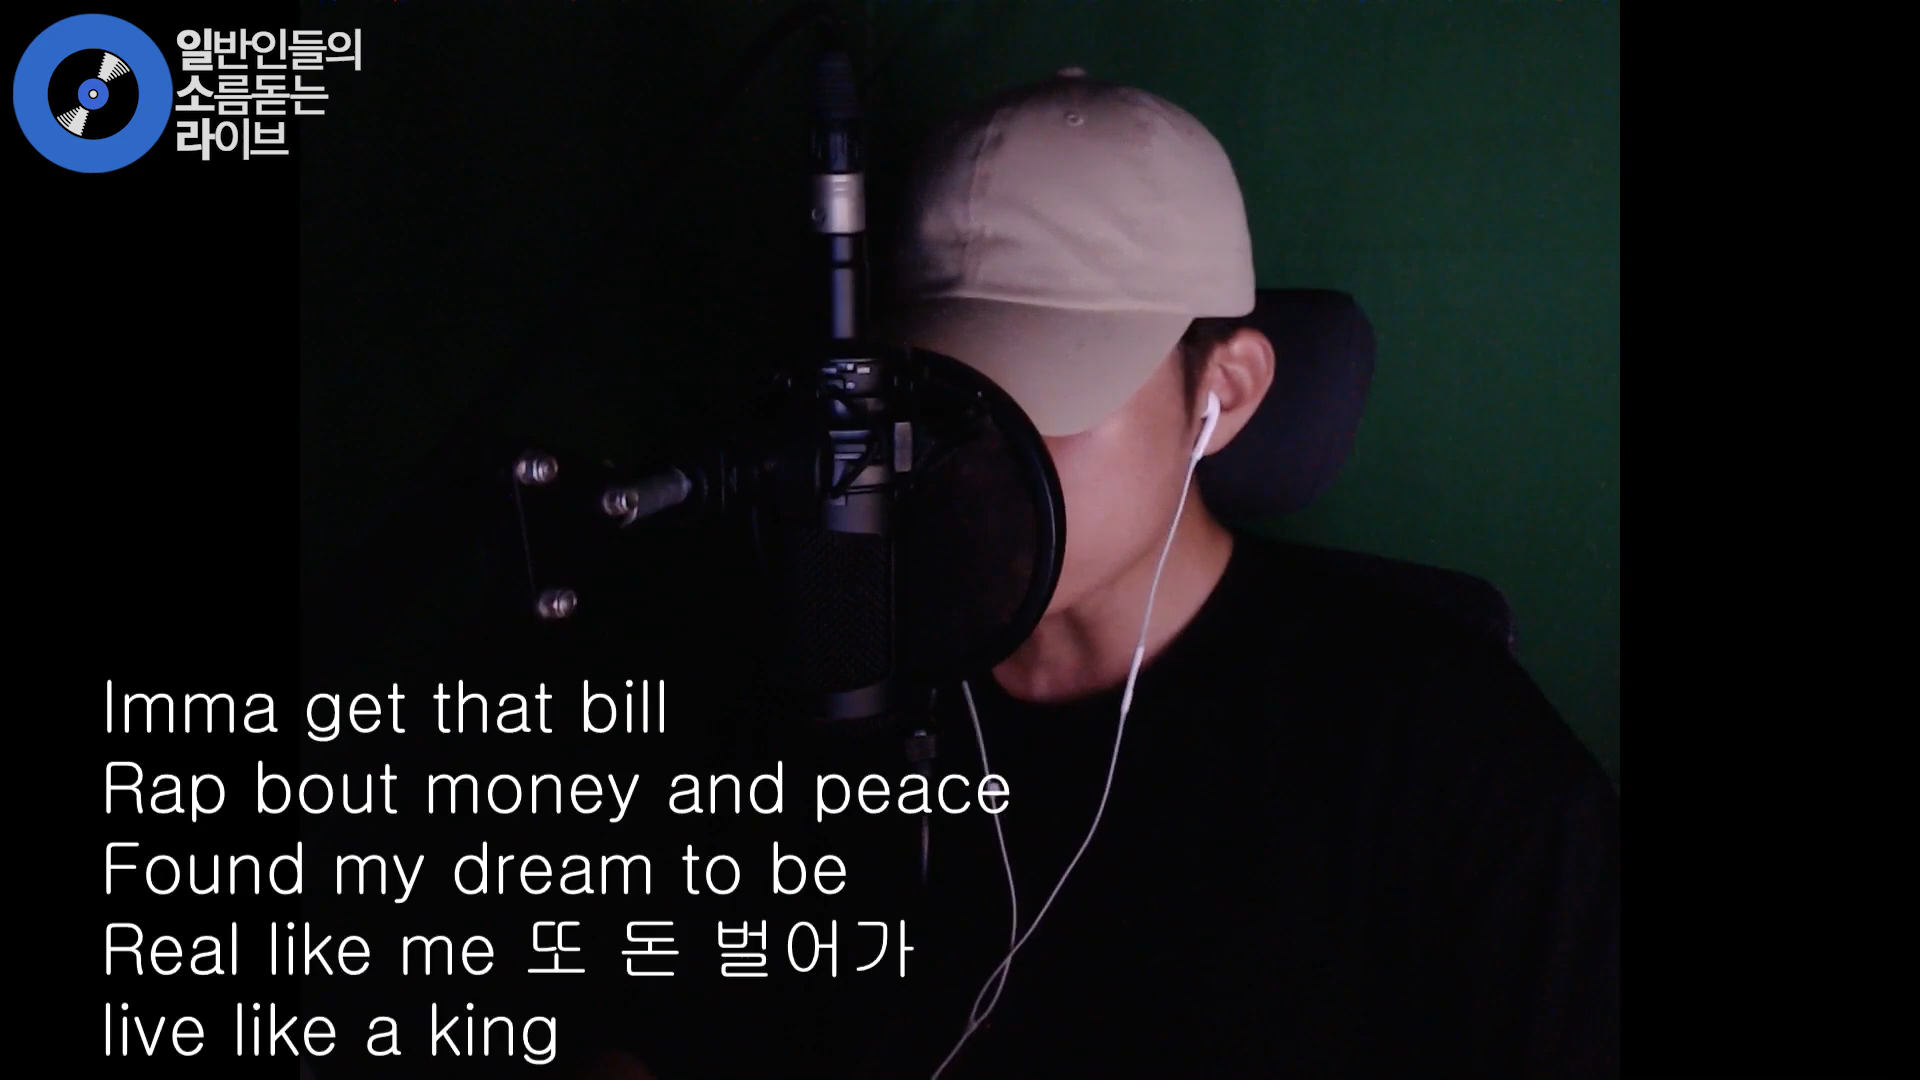 일반인들의
소름돋는
라이브
Imma get that bill
Rap bout money and peace
Found my dream to be
Real like me 또 돈 벌어가
live like a king